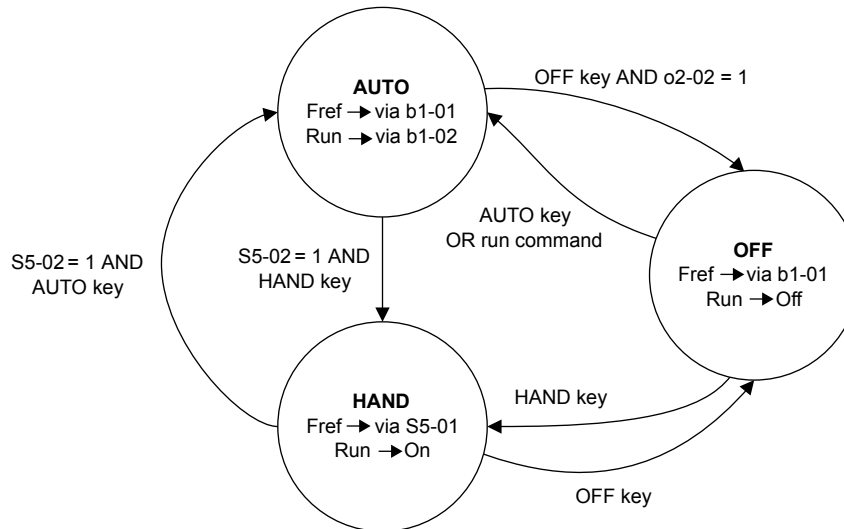 AUTO
Fref → via b1-01
Run → via b1-02
OFF key AND o2-02 = 1
AUTO key
OR run command
OFF
Fref → via b1-01
Run → Off
S5-02 = 1 AND
AUTO key
S5-02 = 1 AND
HAND key
HAND
Fref → via S5-01
Run → On
HAND key
OFF key